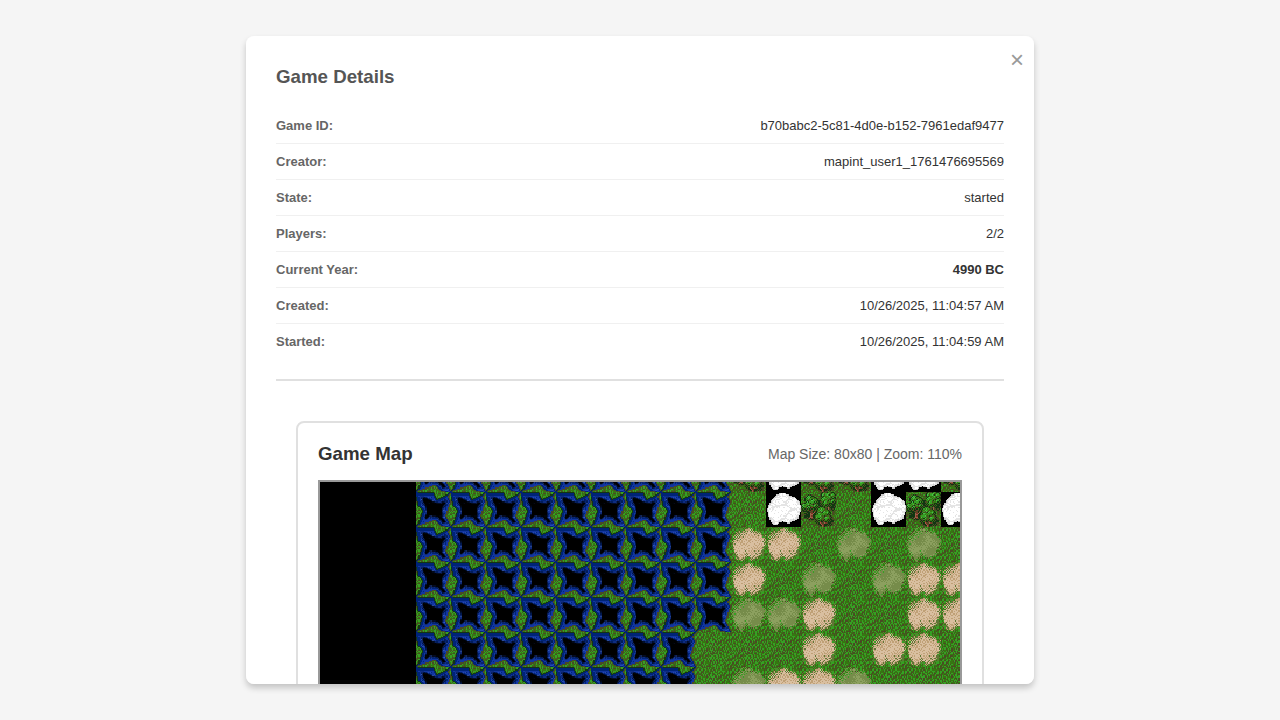 ×
Game Details
Game ID: b70babc2-5c81-4d0e-b152-7961edaf9477
Creator: mapint_user1_1761476695569
State: started
Players: 2/2
Current Year: 4990 BC
Created: 10/26/2025, 11:04:57 AM
Started: 10/26/2025, 11:04:59 AM
Game Map Map Size: 80x80 | Zoom: 110%